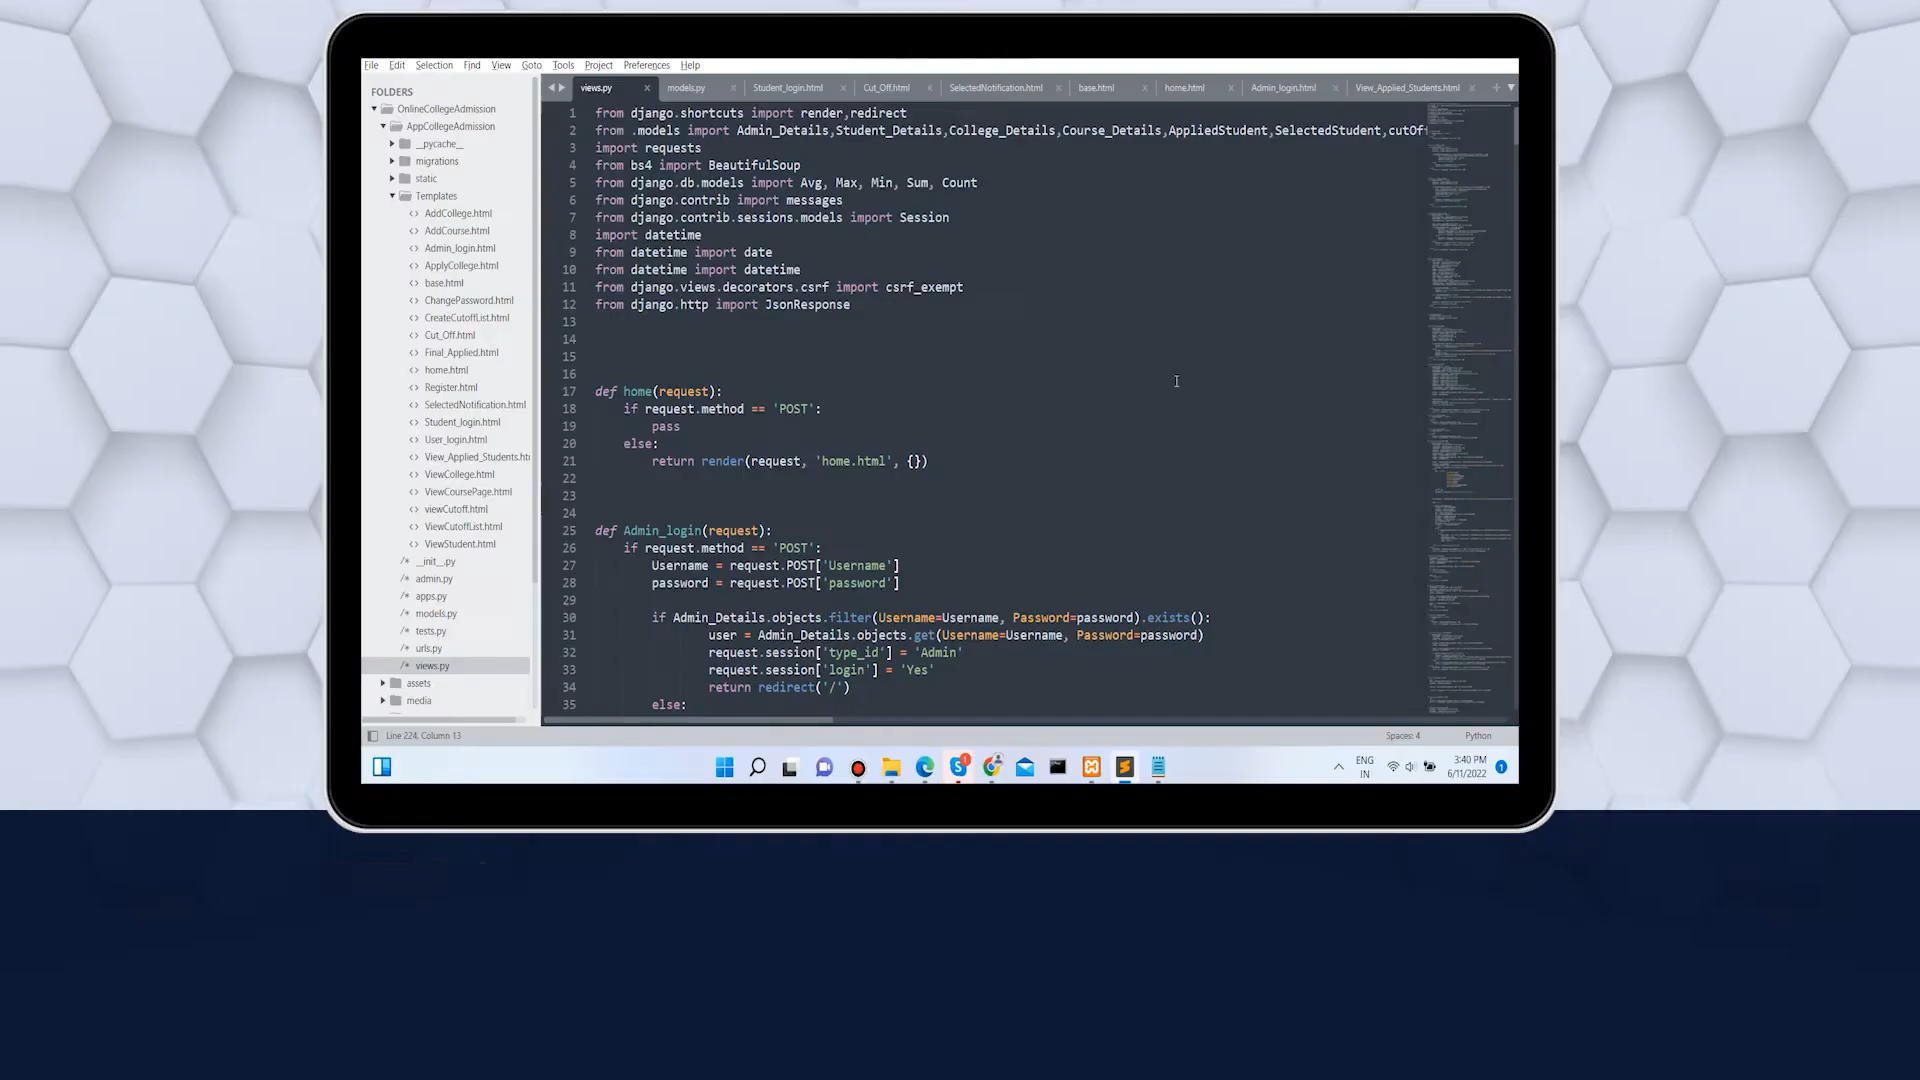 File Edit Selection Find View Goto Tools Project Preferences Help
FOLDERS
OnlineCollegeAdmission
AppCollegeAdmission
__pycache__
migrations
static
Templates
AddCollege.html
AddCourse.html
Admin_login.html
ApplyCollege.html
base.html
ChangePassword.html
CreateCutoffList.html
Cut_Off.html
Final_Applied.html
home.html
Register.html
SelectedNotification.html
Student_login.html
User_login.html
View_Applied_Students.ht
ViewCollege.html
ViewCoursePage.html
viewCutoff.html
ViewCutoffList.html
ViewStudent.html
__init__.py
admin.py
apps.py
models.py
tests.py
urls.py
views.py
assets
media
views.py models.py Student_login.html Cut_Off.html SelectedNotification.html base.html home.html Admin_login.html View_Applied_Students.html
1 from django.shortcuts import render,redirect
2 from .models import Admin_Details,Student_Details,College_Details,Course_Details,AppliedStudent,SelectedStudent,cutOf
3 import requests
4 from bs4 import BeautifulSoup
5 from django.db.models import Avg, Max, Min, Sum, Count
6 from django.contrib import messages
7 from django.contrib.sessions.models import Session
8 import datetime
9 from datetime import date
10 from datetime import datetime
11 from django.views.decorators.csrf import csrf_exempt
12 from django.http import JsonResponse
13
14
15
16
17 def home(request):
18 if request.method == 'POST':
19 pass
20 else:
21 return render(request, 'home.html', {})
22
23
24
25 def Admin_login(request):
26 if request.method == 'POST':
27 Username = request.POST['Username']
28 password = request.POST['password']
29
30 if Admin_Details.objects.filter(Username=Username, Password=password).exists():
31 user = Admin_Details.objects.get(Username=Username, Password=password)
32 request.session['type_id'] = 'Admin'
33 request.session['login'] = 'Yes'
34 return redirect('/')
35 else:
Line 224, Column 13 Spaces: 4 Python
ENG
IN
3:40 PM
6/11/2022
1